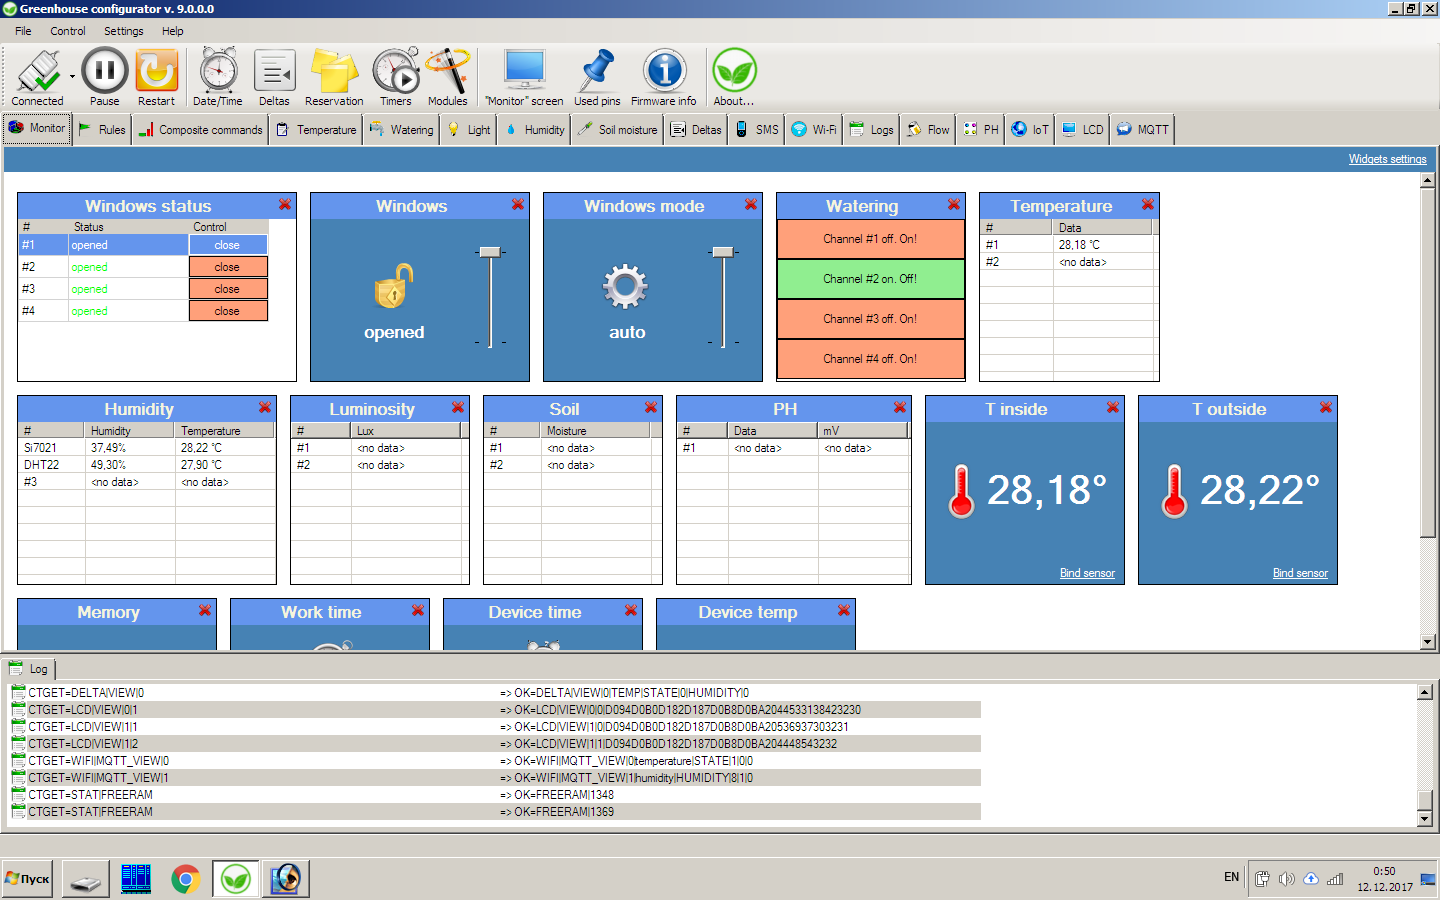 Greenhouse configurator v. 9.0.0.0
File Control Settings Help
Connected Pause Restart Date/Time Deltas Reservation Timers Modules "Monitor" screen Used pins Firmware info About...
Monitor Rules Composite commands Temperature Watering Light Humidity Soil moisture Deltas SMS Wi-Fi Logs Flow PH IoT LCD MQTT
Widgets settings
Windows status
# Status Control
#1 opened close
#2 opened close
#3 opened close
#4 opened close
Windows
opened
Windows mode
auto
Watering
Channel #1 off. On!
Channel #2 on. Off!
Channel #3 off. On!
Channel #4 off. On!
Temperature
# Data
#1 28,18 °C
#2 <no data>
Humidity
# Humidity Temperature
Si7021 37,49% 28,22 °C
DHT22 49,30% 27,90 °C
#3 <no data> <no data>
Luminosity
# Lux
#1 <no data>
#2 <no data>
Soil
# Moisture
#1 <no data>
#2 <no data>
PH
# Data mV
#1 <no data> <no data>
T inside
28,18°
Bind sensor
T outside
28,22°
Bind sensor
Memory
Work time
Device time
Device temp
Log
CTGET=DELTA|VIEW|0 => OK=DELTA|VIEW|0|TEMP|STATE|0|HUMIDITY|0
CTGET=LCD|VIEW|0|1 => OK=LCD|VIEW|0|0|D094D0B0D182D187D0B8D0BA2044533138423230
CTGET=LCD|VIEW|1|1 => OK=LCD|VIEW|1|0|D094D0B0D182D187D0B8D0BA20536937303231
CTGET=LCD|VIEW|1|2 => OK=LCD|VIEW|1|1|D094D0B0D182D187D0B8D0BA204448543232
CTGET=WIFI|MQTT_VIEW|0 => OK=WIFI|MQTT_VIEW|0|temperature|STATE|1|0|0
CTGET=WIFI|MQTT_VIEW|1 => OK=WIFI|MQTT_VIEW|1|humidity|HUMIDITY|8|1|0
CTGET=STAT|FREERAM => OK=FREERAM|1348
CTGET=STAT|FREERAM => OK=FREERAM|1369
Пуск
EN
0:50
12.12.2017